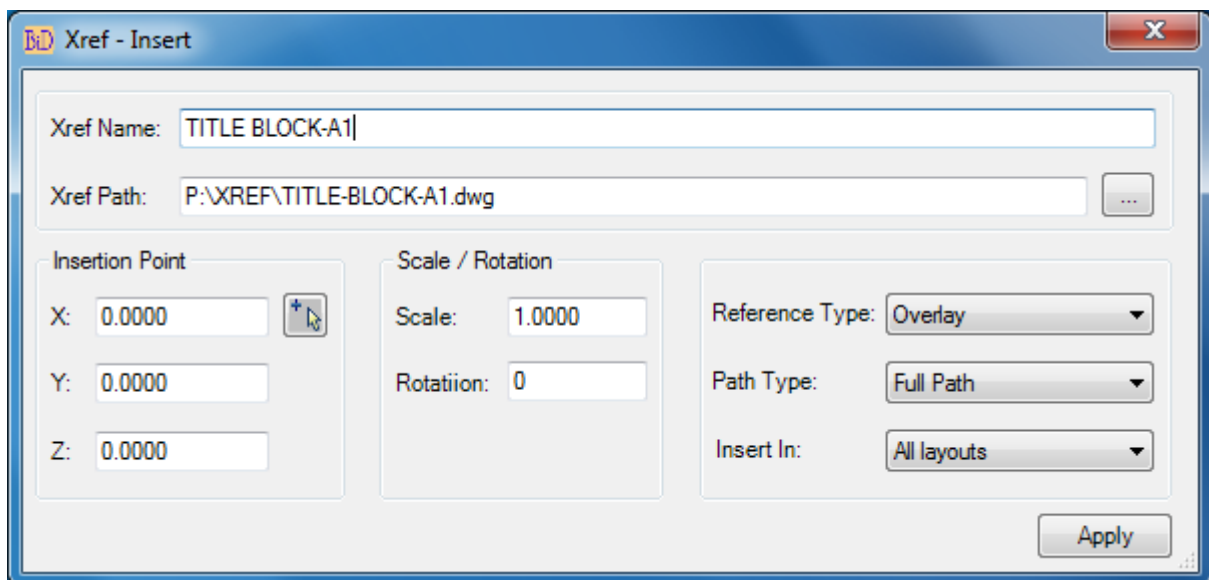 BiD Xref - Insert
Xref Name: TITLE BLOCK-A1
Xref Path: P:\XREF\TITLE-BLOCK-A1.dwg ...
Insertion Point
X: 0.0000
Y: 0.0000
Z: 0.0000
Scale / Rotation
Scale: 1.0000
Rotatiion: 0
Reference Type: Overlay
Path Type: Full Path
Insert In: All layouts
Apply